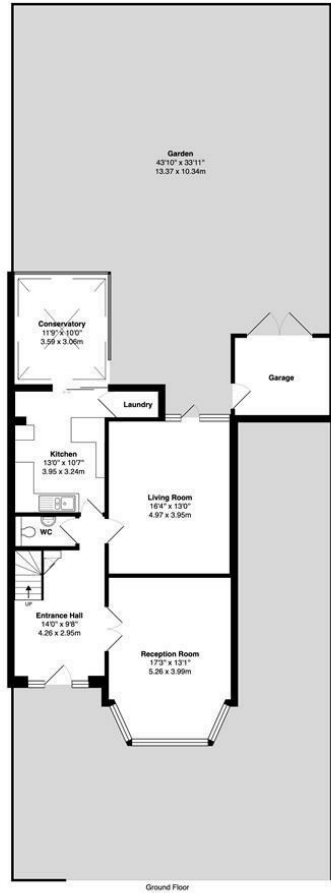 Garden
43'10" x 33'11"
13.37 x 10.34m
Conservatory
11'9" x 10'0"
3.59 x 3.06m
Garage
Laundry
Kitchen
13'0" x 10'7"
3.95 x 3.24m
Living Room
16'4" x 13'0"
4.97 x 3.95m
WC
UP
Entrance Hall
14'0" x 9'8"
4.26 x 2.95m
Reception Room
17'3" x 13'1"
5.26 x 3.99m
Ground Floor